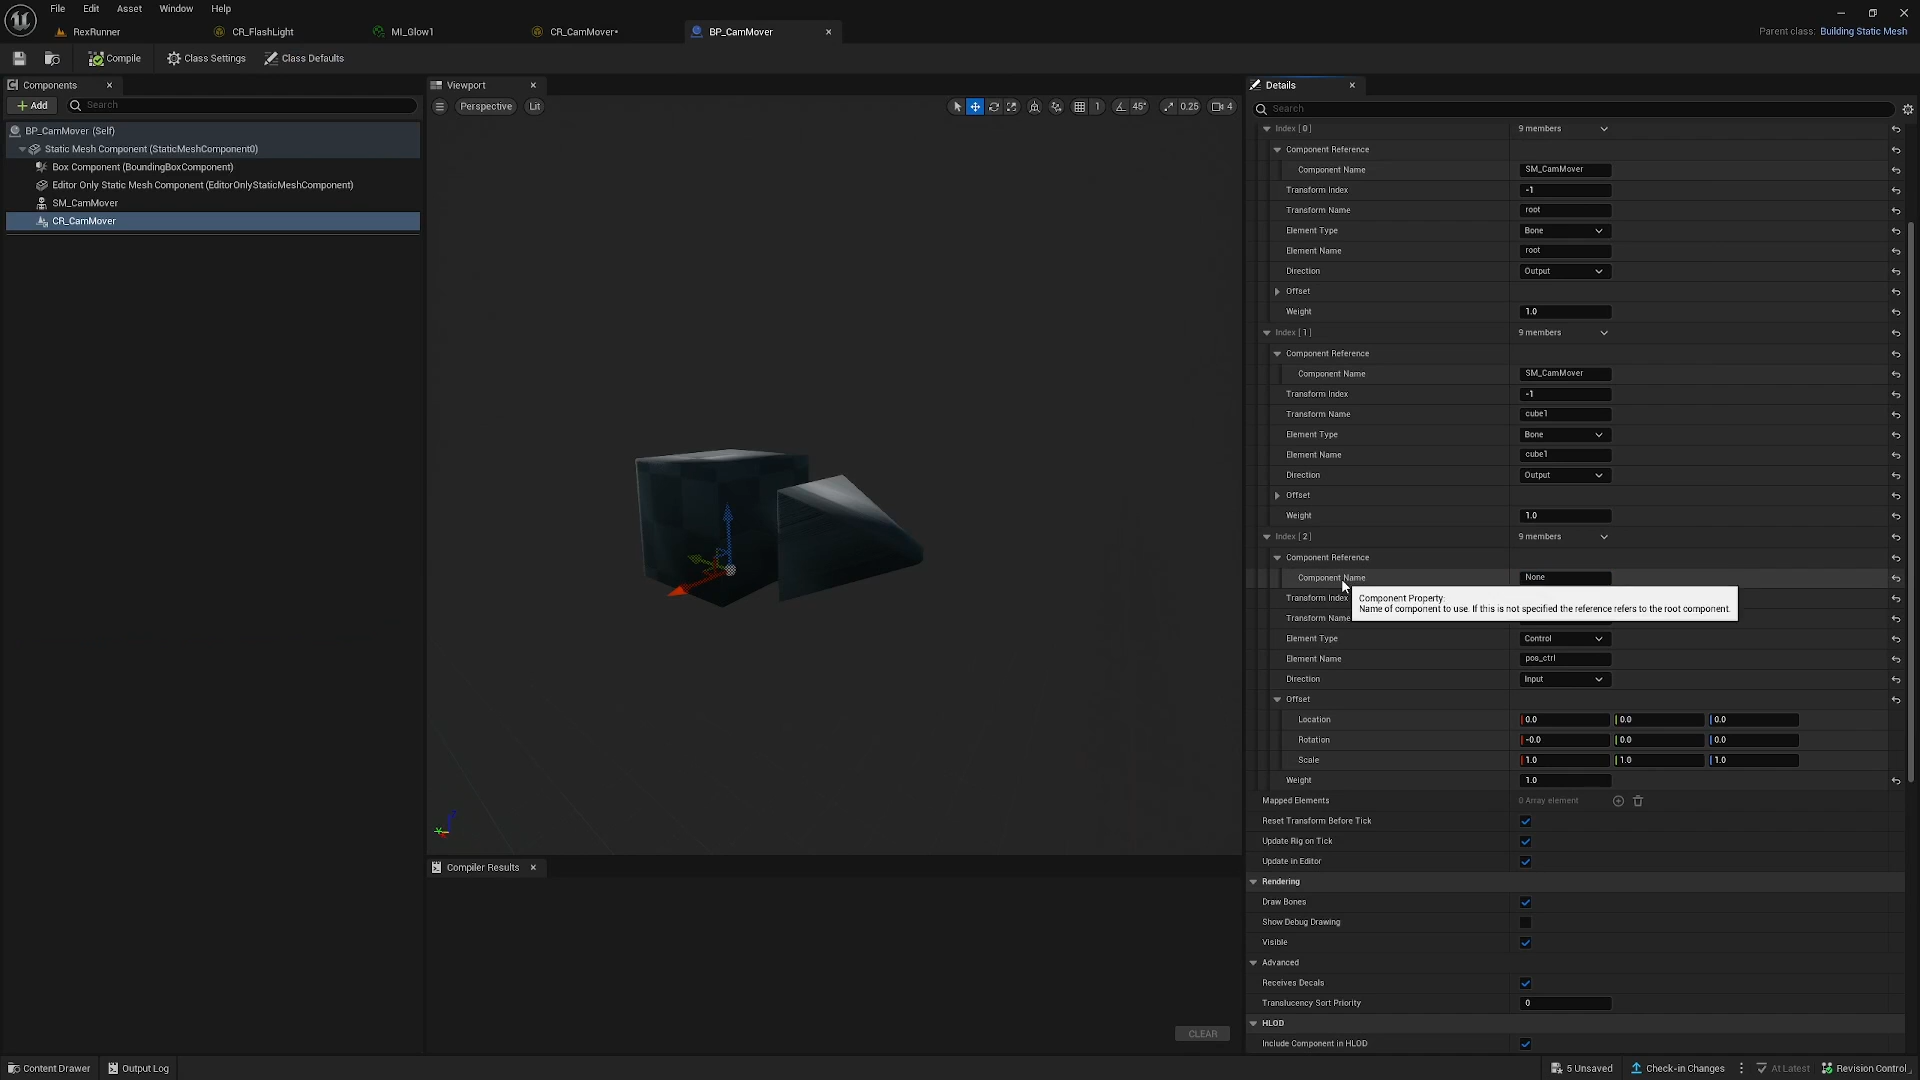 File Edit Asset Window Help
RexRunner CR_FlashLight MI_Glow1 CR_CamMover• BP_CamMover Parent class: Building Static Mesh
Compile Class Settings Class Defaults
Components Viewport Details
Add Search Perspective Lit 1 45° 0.25 4 Search
BP_CamMover (Self)
Static Mesh Component (StaticMeshComponent0)
Box Component (BoundingBoxComponent)
Editor Only Static Mesh Component (EditorOnlyStaticMeshComponent)
SM_CamMover
CR_CamMover
Index [ 0 ] 9 members
Component Reference
Component Name SM_CamMover
Transform Index -1
Transform Name root
Element Type Bone
Element Name root
Direction Output
Offset
Weight 1.0
Index [ 1 ] 9 members
Component Reference
Component Name SM_CamMover
Transform Index -1
Transform Name cube1
Element Type Bone
Element Name cube1
Direction Output
Offset
Weight 1.0
Index [ 2 ] 9 members
Component Reference
Component Name None
Transform Index
Transform Name
Component Property:
Name of component to use. If this is not specified the reference refers to the root component.
Element Type Control
Element Name pos_ctrl
Direction Input
Offset
Location 0.0 0.0 0.0
Rotation -0.0 0.0 0.0
Scale 1.0 1.0 1.0
Weight 1.0
Mapped Elements 0 Array element
Reset Transform Before Tick
Update Rig on Tick
Update in Editor
Rendering
Draw Bones
Show Debug Drawing
Visible
Advanced
Receives Decals
Translucency Sort Priority 0
HLOD
Include Component in HLOD
Compiler Results
CLEAR
Content Drawer Output Log 5 Unsaved Check-in Changes At Latest Revision Control